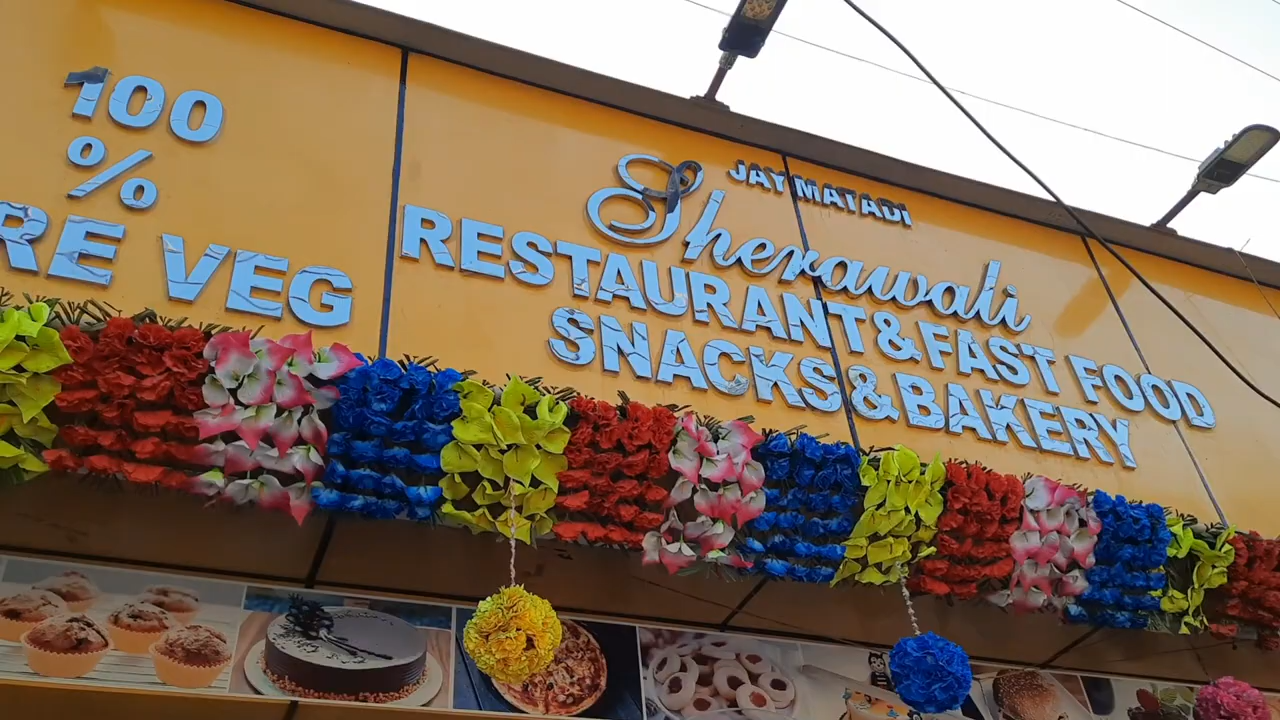 100
%
RE VEG
JAY MATADI
Sherawali
RESTAURANT & FAST FOOD
SNACKS & BAKERY